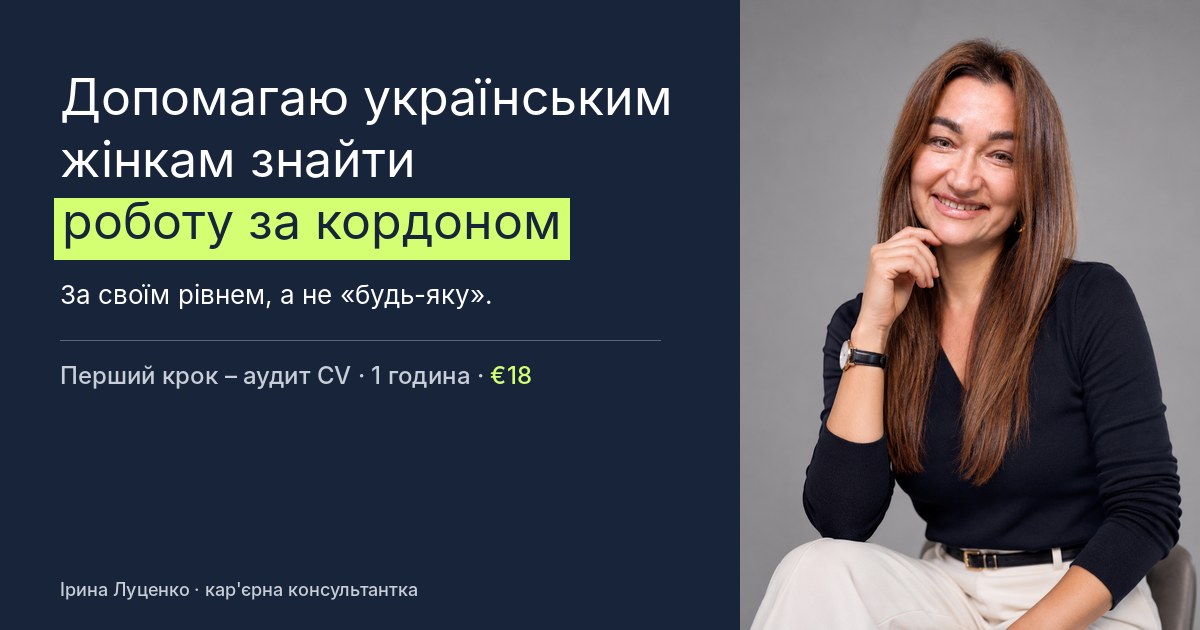 Допомагаю українським
жінкам знайти
роботу за кордоном
За своїм рівнем, а не «будь-яку».
Перший крок – аудит CV · 1 година · €18
Ірина Луценко · кар'єрна консультантка